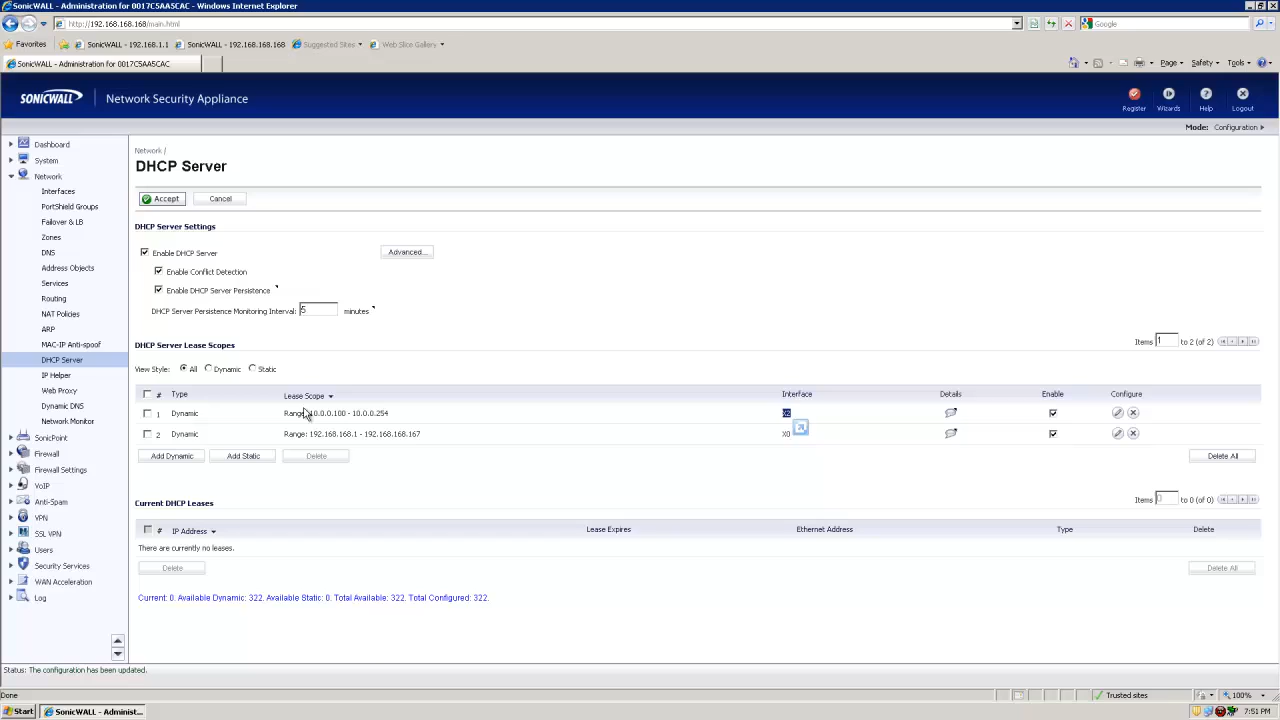 SonicWALL - Administration for 0017C5AA5CAC - Windows Internet Explorer
http://192.168.168.168/main.html
Google
Favorites SonicWALL - 192.168.1.1 SonicWALL - 192.168.168.168 Suggested Sites Web Slice Gallery
SonicWALL - Administration for 0017C5AA5CAC
Page Safety Tools
SONICWALL Network Security Appliance
Register Wizards Help Logout
Mode: Configuration
Dashboard
System
Network
Interfaces
PortShield Groups
Failover & LB
Zones
DNS
Address Objects
Services
Routing
NAT Policies
ARP
MAC-IP Anti-spoof
DHCP Server
IP Helper
Web Proxy
Dynamic DNS
Network Monitor
SonicPoint
Firewall
Firewall Settings
VoIP
Anti-Spam
VPN
SSL VPN
Users
Security Services
WAN Acceleration
Log
Network /
DHCP Server
Accept Cancel
DHCP Server Settings
Enable DHCP Server Advanced...
Enable Conflict Detection
Enable DHCP Server Persistence
DHCP Server Persistence Monitoring Interval: 5 minutes
DHCP Server Lease Scopes Items 1 to 2 (of 2)
View Style: All Dynamic Static
# Type Lease Scope Interface Details Enable Configure
1 Dynamic Range: 10.0.0.100 - 10.0.0.254 X2
2 Dynamic Range: 192.168.168.1 - 192.168.168.167 X0
Add Dynamic Add Static Delete Delete All
Current DHCP Leases Items 0 to 0 (of 0)
# IP Address Lease Expires Ethernet Address Type Delete
There are currently no leases.
Delete Delete All
Current: 0. Available Dynamic: 322. Available Static: 0. Total Available: 322. Total Configured: 322.
Status: The configuration has been updated.
Done Trusted sites 100%
Start SonicWALL - Administ... 7:51 PM